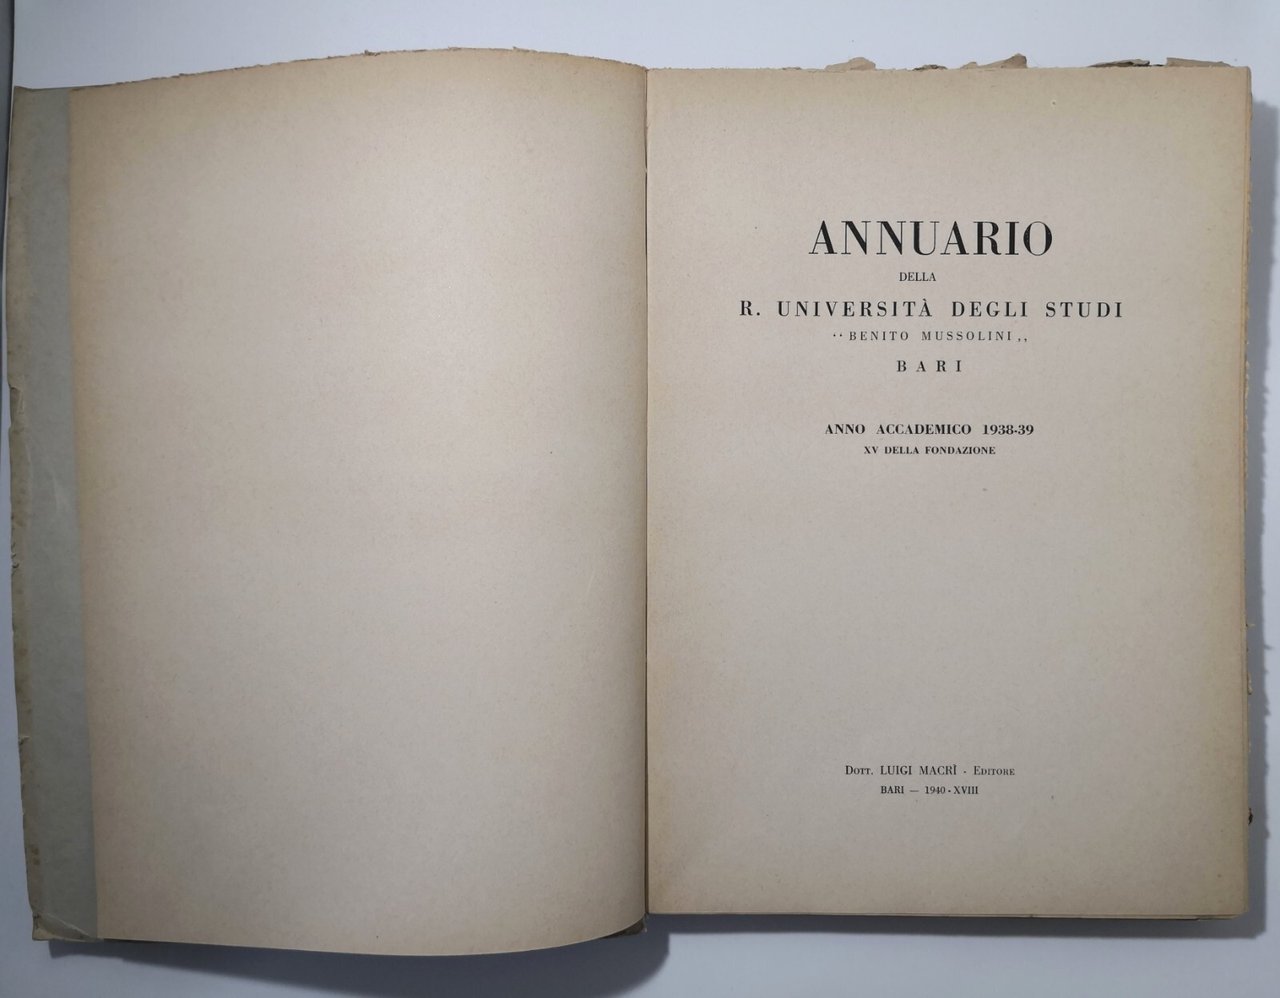 ANNUARIO
DELLA
R. UNIVERSITÀ DEGLI STUDI
‘‘BENITO MUSSOLINI,,
BARI
ANNO ACCADEMICO 1938-39
XV DELLA FONDAZIONE
Dott. LUIGI MACRÌ - Editore
BARI — 1940-XVIII